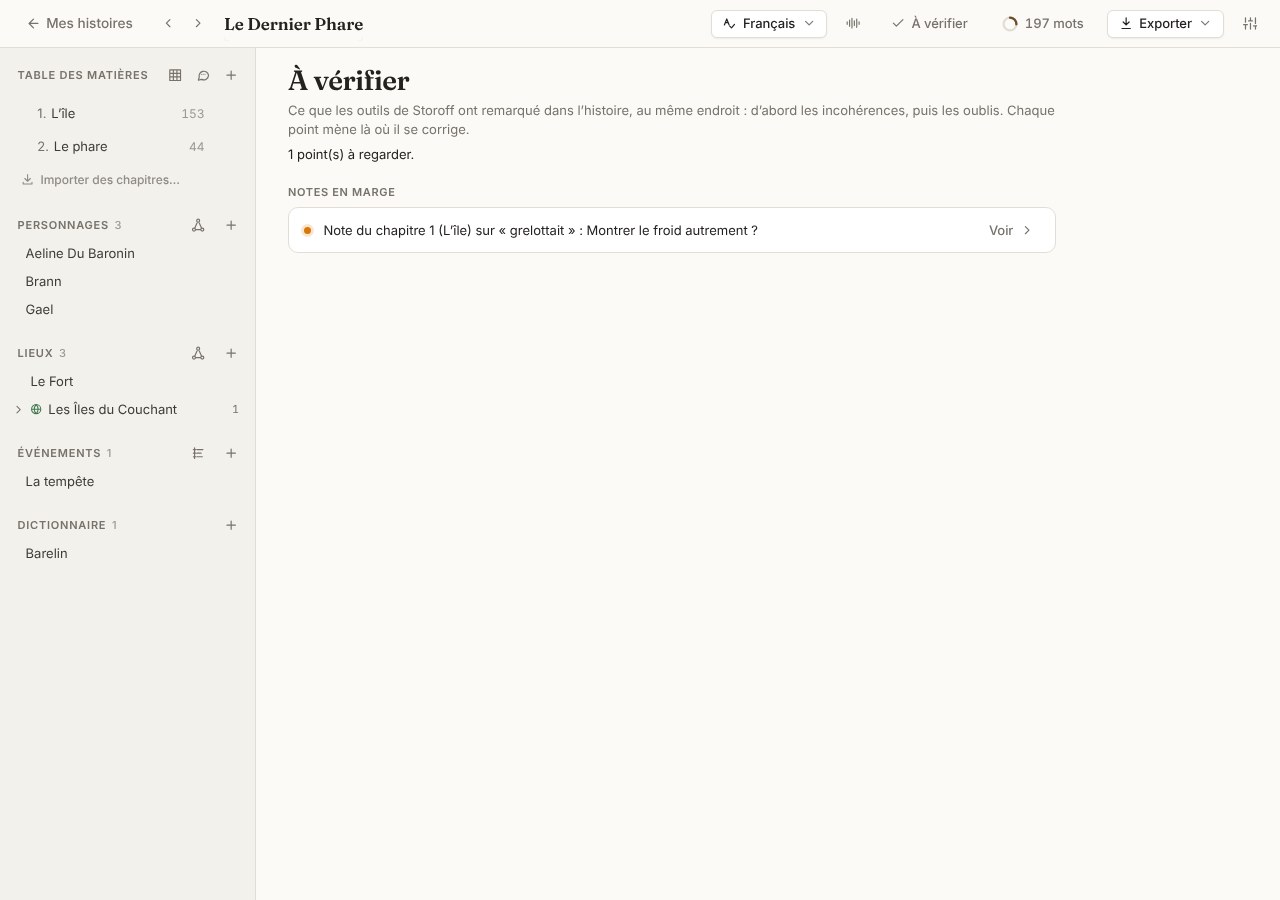 Mes histoires
Le Dernier Phare
Français
À vérifier
197 mots
Exporter
TABLE DES MATIÈRES
1. L’île 153
2. Le phare 44
Importer des chapitres…
PERSONNAGES 3
Aeline Du Baronin
Brann
Gael
LIEUX 3
Le Fort
Les Îles du Couchant 1
ÉVÉNEMENTS 1
La tempête
DICTIONNAIRE 1
Barelin
À vérifier
Ce que les outils de Storoff ont remarqué dans l’histoire, au même endroit : d’abord les incohérences, puis les oublis. Chaque
point mène là où il se corrige.
1 point(s) à regarder.
NOTES EN MARGE
Note du chapitre 1 (L’île) sur « grelottait » : Montrer le froid autrement ? Voir